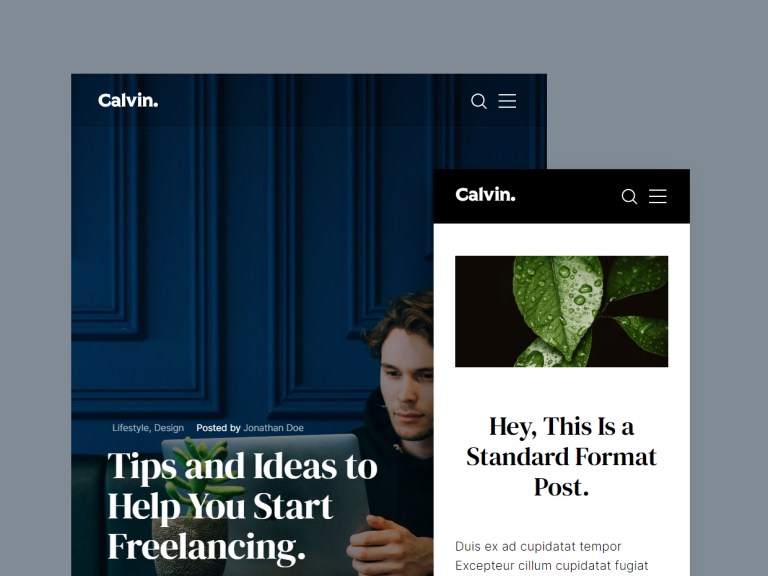 Calvin.
Lifestyle, Design Posted by Jonathan Doe
Tips and Ideas to
Help You Start
Freelancing.
Calvin.
Hey, This Is a
Standard Format
Post.
Duis ex ad cupidatat tempor
Excepteur cillum cupidatat fugiat